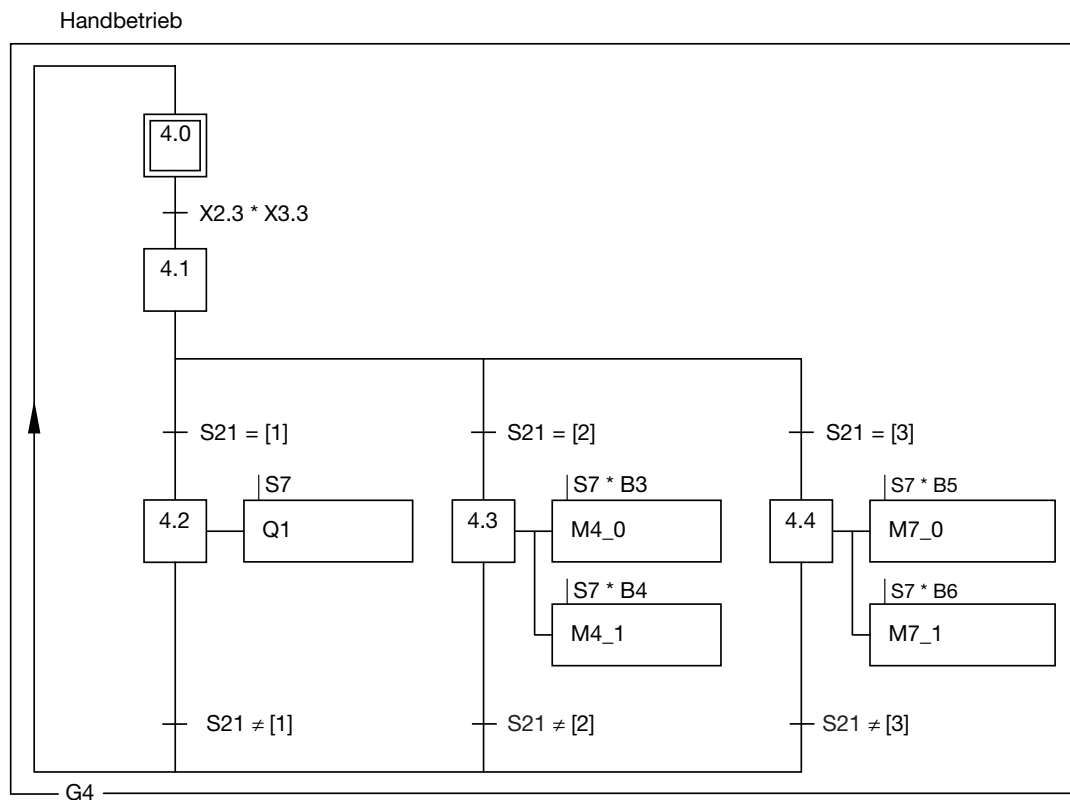 Handbetrieb
4.0
X2.3 * X3.3
4.1
S21 = [1]
S21 = [2]
S21 = [3]
S7
S7 * B3
S7 * B5
4.2
Q1
4.3
M4_0
4.4
M7_0
S7 * B4
S7 * B6
M4_1
M7_1
S21 ≠ [1]
S21 ≠ [2]
S21 ≠ [3]
G4